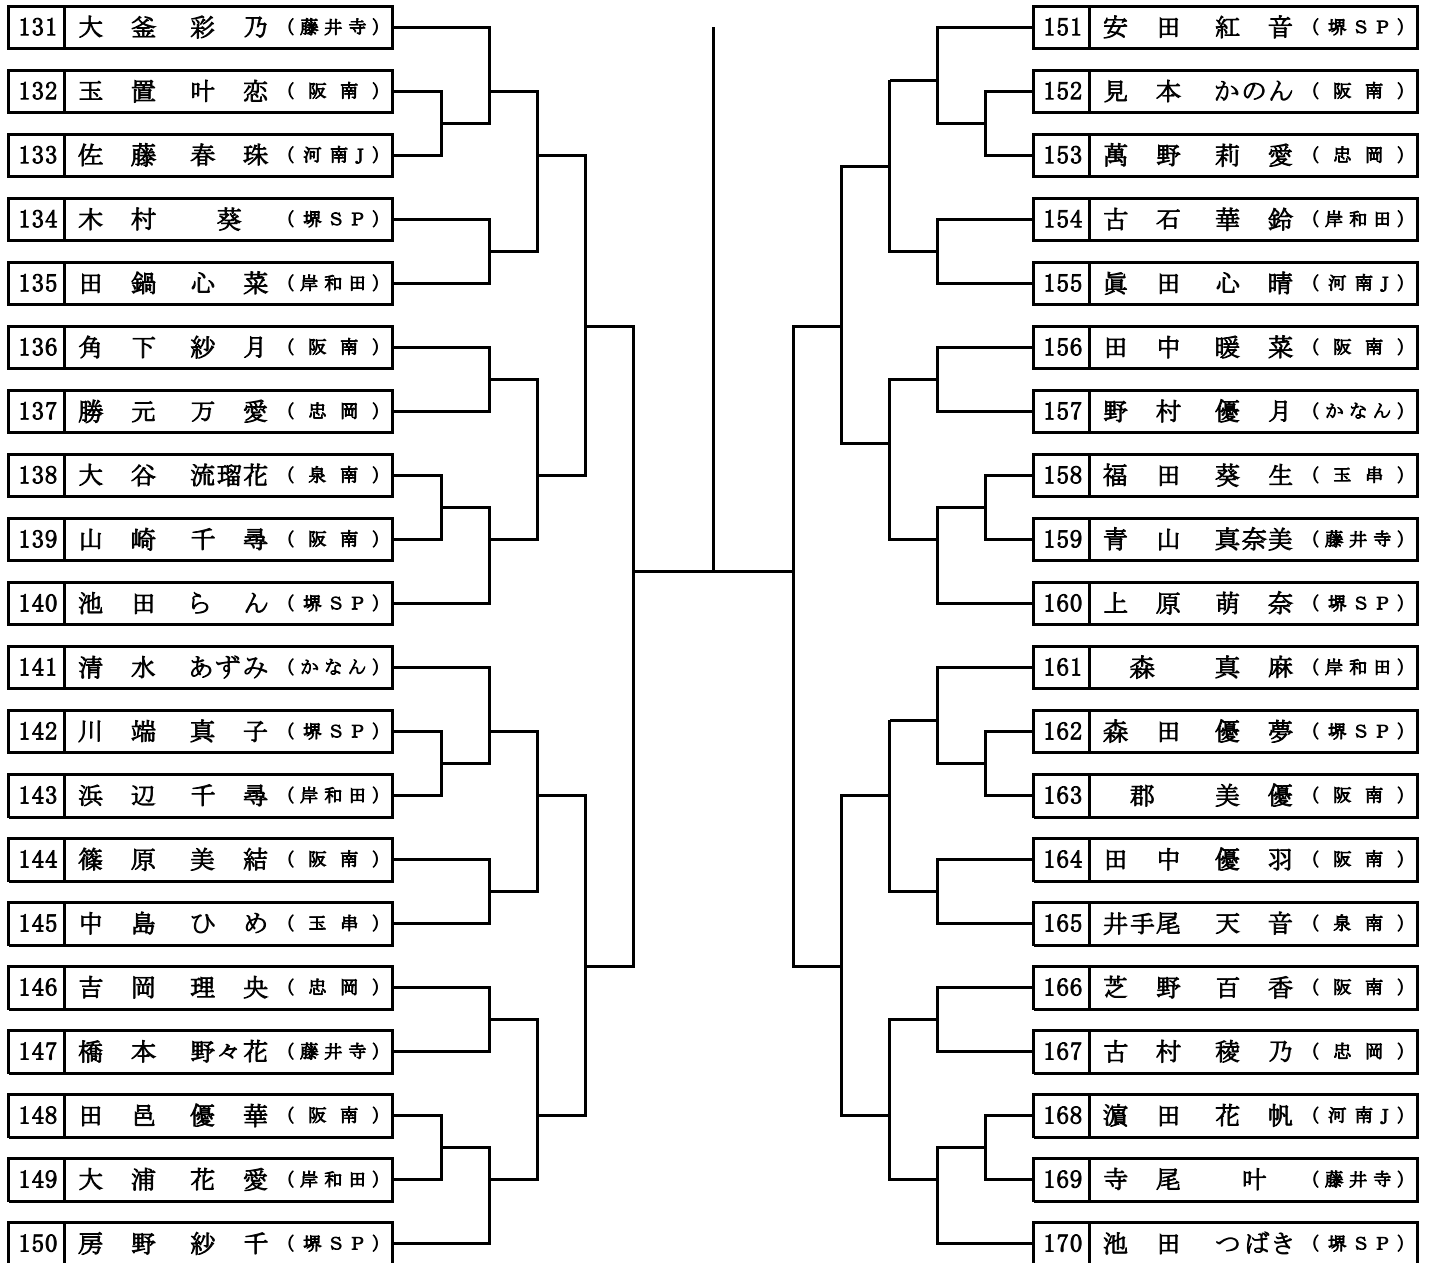 131 大釜 彩乃 (藤井寺)
132 玉置 叶恋 (阪南)
133 佐藤 春珠 (河南J)
134 木村 葵 (堺SP)
135 田鍋 心菜 (岸和田)
136 角下 紗月 (阪南)
137 勝元 万愛 (忠岡)
138 大谷 流瑠花 (泉南)
139 山崎 千尋 (阪南)
140 池田 らん (堺SP)
141 清水 あずみ (かなん)
142 川端 真子 (堺SP)
143 浜辺 千尋 (岸和田)
144 篠原 美結 (阪南)
145 中島 ひめ (玉串)
146 吉岡 理央 (忠岡)
147 橋本 野々花 (藤井寺)
148 田邑 優華 (阪南)
149 大浦 花愛 (岸和田)
150 房野 紗千 (堺SP)
151 安田 紅音 (堺SP)
152 見本 かのん (阪南)
153 萬野 莉愛 (忠岡)
154 古石 華鈴 (岸和田)
155 眞田 心晴 (河南J)
156 田中 暖菜 (阪南)
157 野村 優月 (かなん)
158 福田 葵生 (玉串)
159 青山 真奈美 (藤井寺)
160 上原 萌奈 (堺SP)
161 森 真麻 (岸和田)
162 森田 優夢 (堺SP)
163 郡 美優 (阪南)
164 田中 優羽 (阪南)
165 井手尾 天音 (泉南)
166 芝野 百香 (阪南)
167 古村 稜乃 (忠岡)
168 濵田 花帆 (河南J)
169 寺尾 叶 (藤井寺)
170 池田 つばき (堺SP)